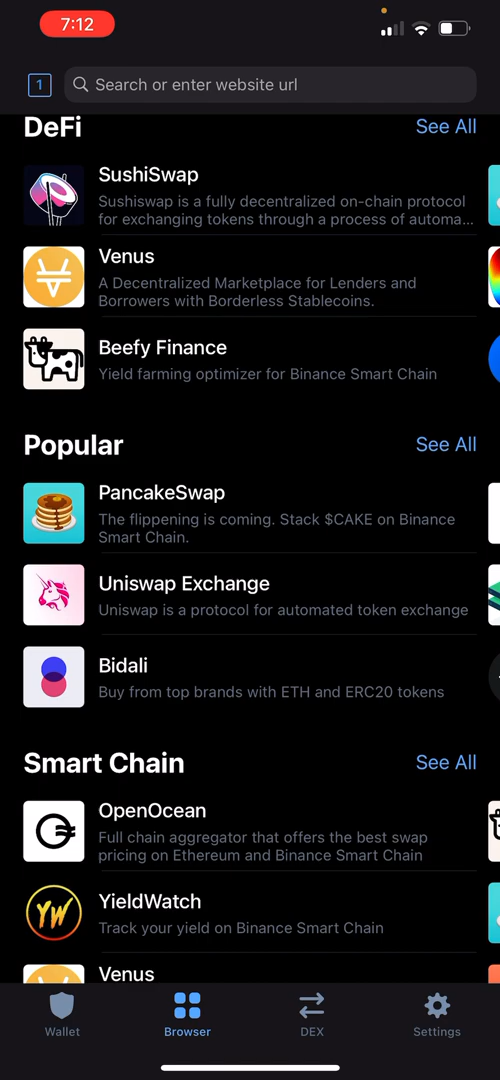 7:12
1
Search or enter website url
DeFi
See All
SushiSwap
Sushiswap is a fully decentralized on-chain protocol
for exchanging tokens through a process of automa...
Venus
A Decentralized Marketplace for Lenders and
Borrowers with Borderless Stablecoins.
Beefy Finance
Yield farming optimizer for Binance Smart Chain
Popular
See All
PancakeSwap
The flippening is coming. Stack $CAKE on Binance
Smart Chain.
Uniswap Exchange
Uniswap is a protocol for automated token exchange
Bidali
Buy from top brands with ETH and ERC20 tokens
Smart Chain
See All
OpenOcean
Full chain aggregator that offers the best swap
pricing on Ethereum and Binance Smart Chain
YW
YieldWatch
Track your yield on Binance Smart Chain
Venus
Wallet
Browser
DEX
Settings